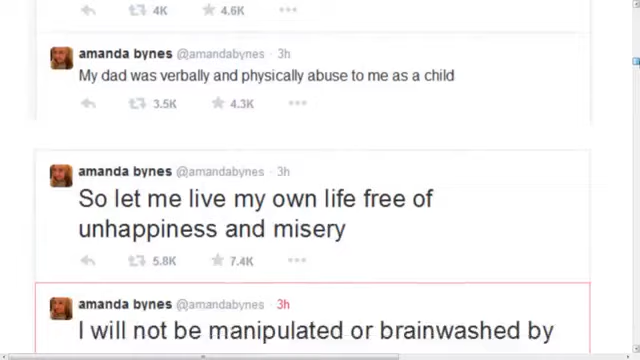 4K 4.6K
amanda bynes @amandabynes · 3h
My dad was verbally and physically abuse to me as a child
3.5K 4.3K
amanda bynes @amandabynes · 3h
So let me live my own life free of
unhappiness and misery
5.8K 7.4K
amanda bynes @amandabynes · 3h
I will not be manipulated or brainwashed by